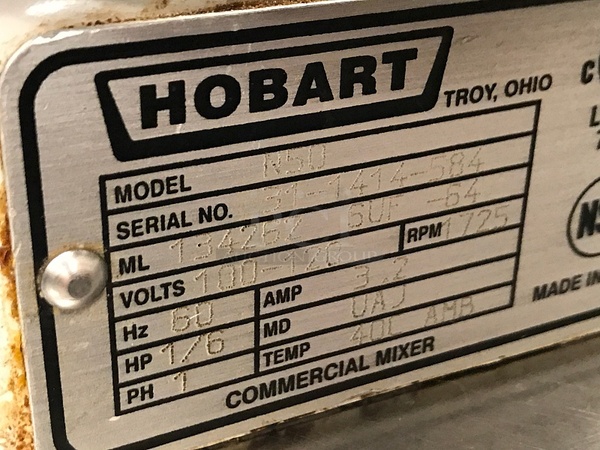 HOBART
TROY, OHIO
MODEL N50
SERIAL NO. 31-1414-584
ML 134262 6UF -64
VOLTS 100-120 RPM 1725
Hz 60 AMP 3.2
HP 1/6 MD UAJ
PH 1 TEMP 40C AMB
COMMERCIAL MIXER
MADE IN